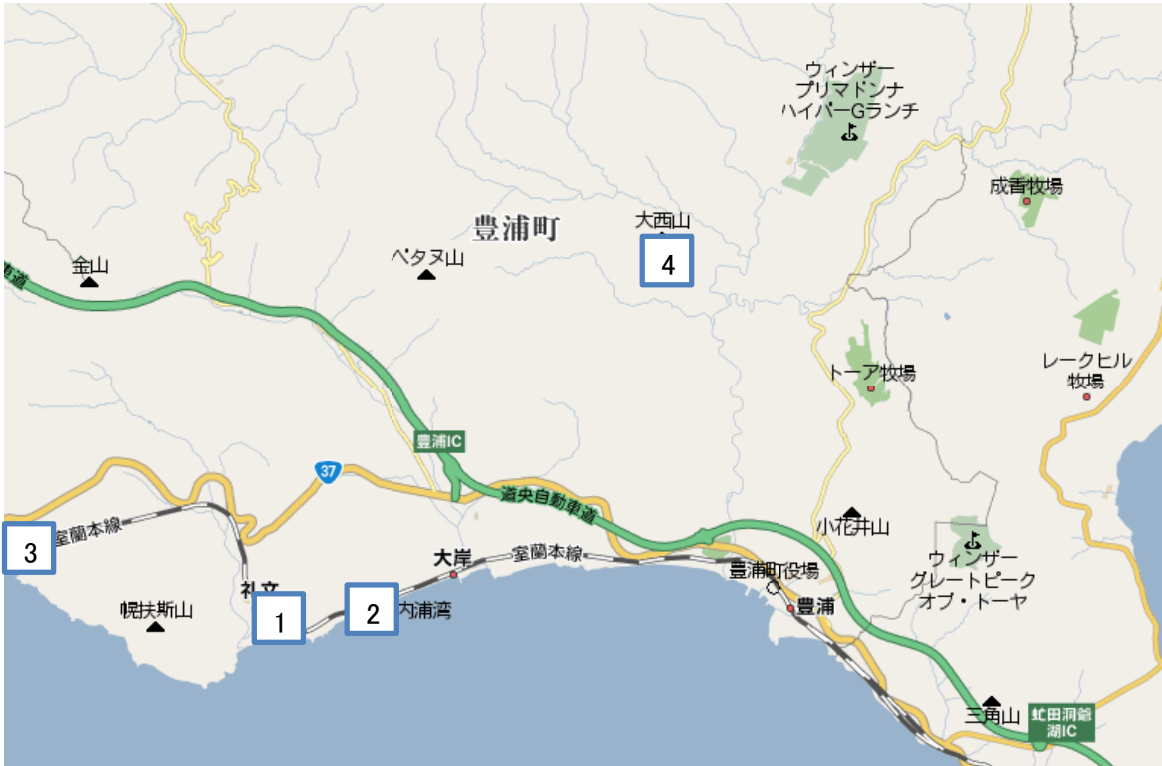 ウィンザー
プリマドンナ
ハイパーGランチ
成香牧場
大西山
豊浦町
4
ペタヌ山
金山
車道
レークヒル
牧場
トーア牧場
豊浦IC
37
道央自動車道
室蘭本線
3
小花井山
室蘭本線
大岸
ウィンザー
グレートピーク
オブ・トーヤ
豊浦町役場
礼文
豊浦
幌扶斯山
1
2
内浦湾
三角山
虻田洞爺
湖IC